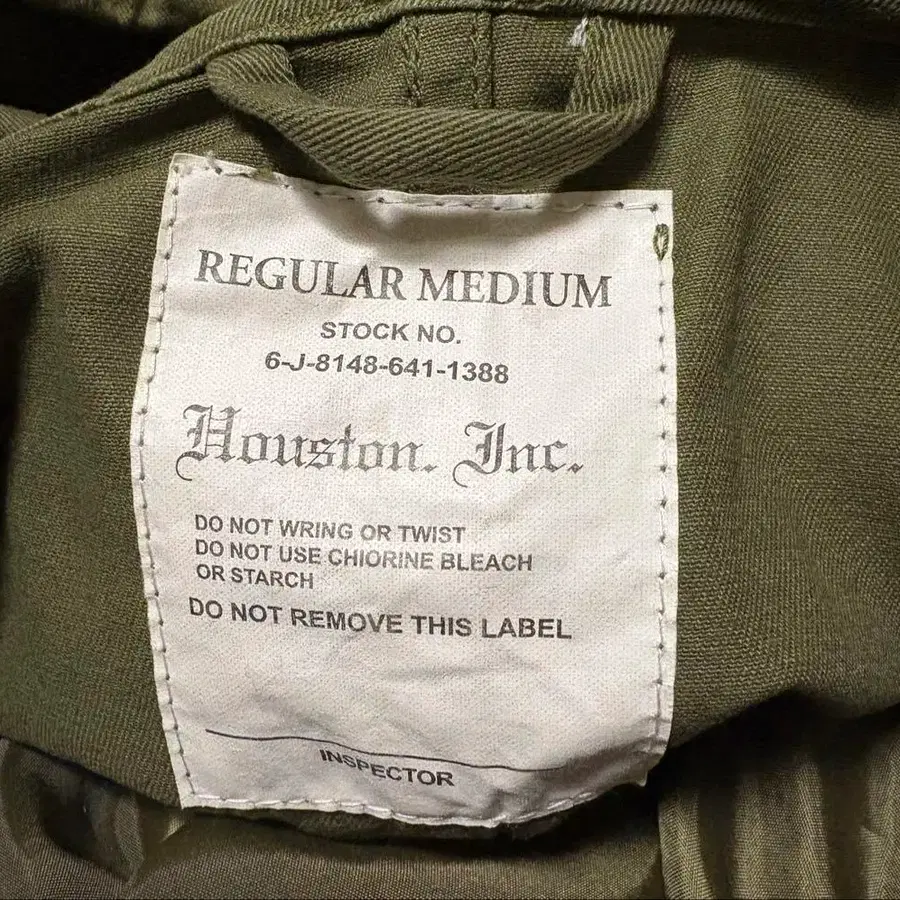 REGULAR MEDIUM
STOCK NO.
6-J-8148-641-1388
Houston. Inc.
DO NOT WRING OR TWIST
DO NOT USE CHIORINE BLEACH
OR STARCH
DO NOT REMOVE THIS LABEL
INSPECTOR